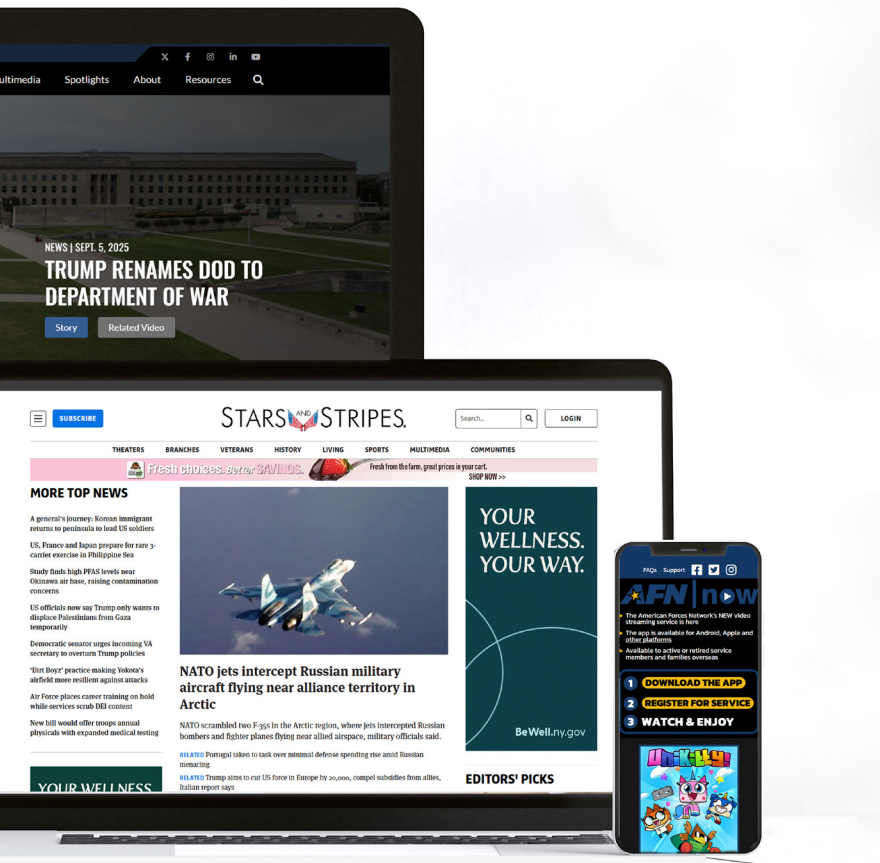 ultimedia Spotlights About Resources
NEWS | SEPT. 5, 2025
TRUMP RENAMES DOD TO
DEPARTMENT OF WAR
Story Related Video
SUBSCRIBE
STARS AND STRIPES.
Search..
LOGIN
THEATERS BRANCHES VETERANS HISTORY LIVING SPORTS MULTIMEDIA COMMUNITIES
Fresh choices. Better SAVINGS.
Fresh from the farm, great prices in your cart.
SHOP NOW >>
MORE TOP NEWS
A general's journey: Korean immigrant
returns to peninsula to lead US soldiers
US, France and Japan prepare for rare 3-
carrier exercise in Philippine Sea
Study finds high PFAS levels near
Okinawa air base, raising contamination
concerns
US officials now say Trump only wants to
displace Palestinians from Gaza
temporarily
Democratic senator urges incoming VA
secretary to overturn Trump policies
'Dirt Boyz' practice making Yokota's
airfield more resilient against attacks
Air Force places career training on hold
while services scrub DEI content
New bill would offer troops annual
physicals with expanded medical testing
YOUR WELLNESS
NATO jets intercept Russian military
aircraft flying near alliance territory in
Arctic
NATO scrambled two F-35s in the Arctic region, where jets intercepted Russian
bombers and fighter planes flying near allied airspace, military officials said.
RELATED Portugal taken to task over minimal defense spending rise amid Russian
menacing
RELATED Trump aims to cut US force in Europe by 20,000, compel subsidies from allies,
Italian report says
YOUR
WELLNESS.
YOUR WAY.
BeWell.ny.gov
EDITORS' PICKS
FAQs Support
AFN now
The American Forces Network's NEW video
streaming service is here
The app is available for Android, Apple and
other platforms
Available to active or retired service
members and families overseas
1 DOWNLOAD THE APP
2 REGISTER FOR SERVICE
3 WATCH & ENJOY
UniKitty!